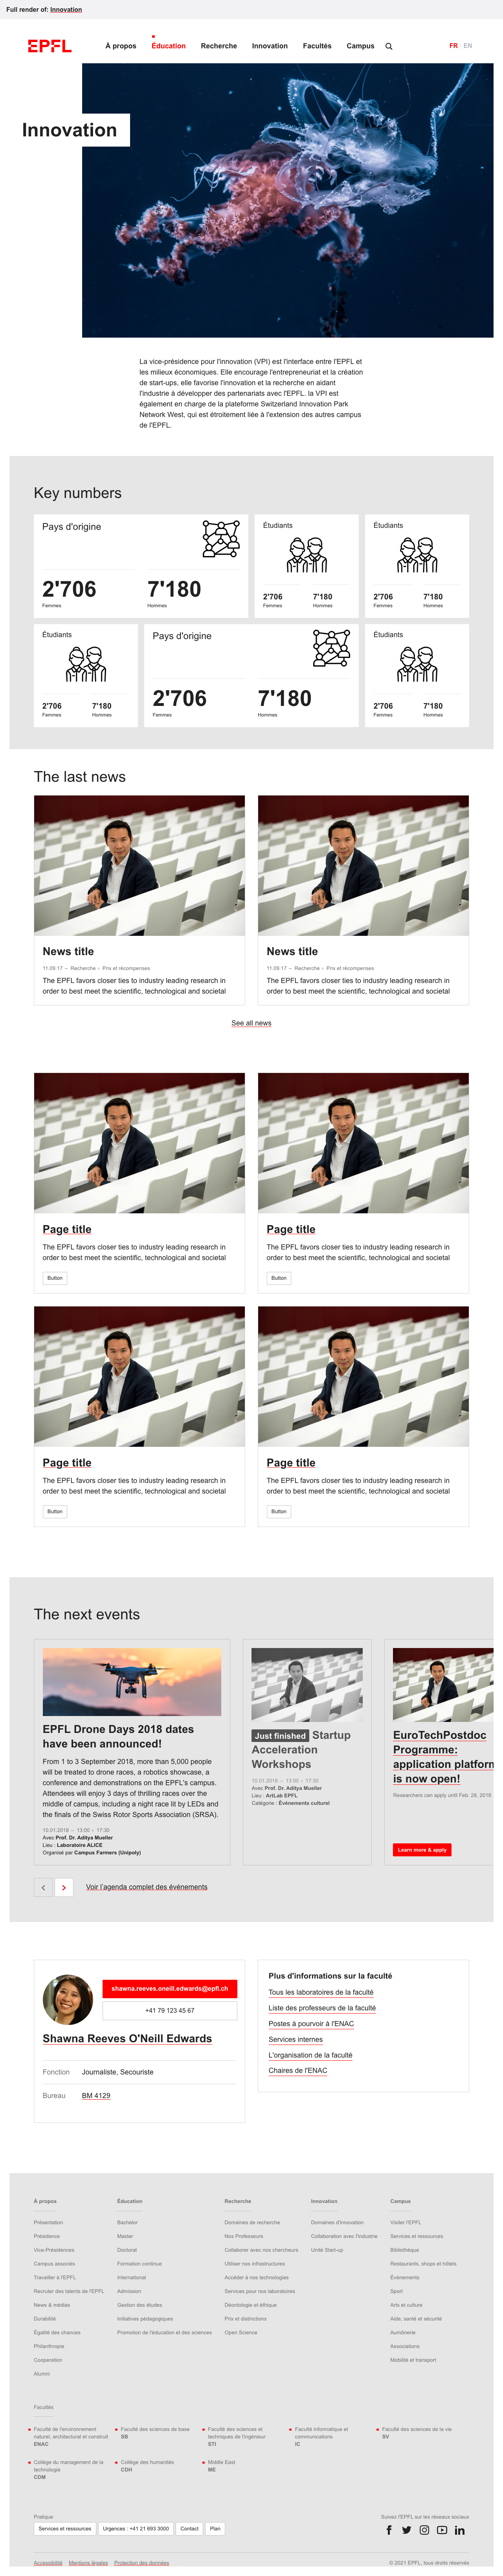 Full render of: Innovation
EPFL
À propos
Éducation
Recherche
Innovation
Facultés
Campus
FR
EN
Innovation
La vice-présidence pour l'innovation (VPI) est l'interface entre l'EPFL et
les milieux économiques. Elle encourage l'entrepreneuriat et la création
de start-ups, elle favorise l'innovation et la recherche en aidant
l'industrie à développer des partenariats avec l'EPFL. la VPI est
également en charge de la plateforme Switzerland Innovation Park
Network West, qui est étroitement liée à l'extension des autres campus
de l'EPFL.
Key numbers
Pays d'origine
2'706
Femmes
7'180
Hommes
Étudiants
2'706
Femmes
7'180
Hommes
Étudiants
2'706
Femmes
7'180
Hommes
Étudiants
2'706
Femmes
7'180
Hommes
Pays d'origine
2'706
Femmes
7'180
Hommes
Étudiants
2'706
Femmes
7'180
Hommes
The last news
News title
11.09.17 – Recherche › Prix et récompenses
The EPFL favors closer ties to industry leading research in
order to best meet the scientific, technological and societal
News title
11.09.17 – Recherche › Prix et récompenses
The EPFL favors closer ties to industry leading research in
order to best meet the scientific, technological and societal
See all news
Page title
The EPFL favors closer ties to industry leading research in
order to best meet the scientific, technological and societal
Button
Page title
The EPFL favors closer ties to industry leading research in
order to best meet the scientific, technological and societal
Button
Page title
The EPFL favors closer ties to industry leading research in
order to best meet the scientific, technological and societal
Button
Page title
The EPFL favors closer ties to industry leading research in
order to best meet the scientific, technological and societal
Button
The next events
EPFL Drone Days 2018 dates
have been announced!
From 1 to 3 September 2018, more than 5,000 people
will be treated to drone races, a robotics showcase, a
conference and demonstrations on the EPFL's campus.
Attendees will enjoy 3 days of thrilling races over the
middle of campus, including a night race lit by LEDs and
the finals of the Swiss Rotor Sports Association (SRSA).
10.01.2018 – 13:00 › 17:30
Avec Prof. Dr. Aditya Mueller
Lieu : Laboratoire ALICE
Organisé par Campus Farmers (Unipoly)
Just finished Startup
Acceleration
Workshops
10.01.2018 – 13:00 › 17:30
Avec Prof. Dr. Aditya Mueller
Lieu : ArtLab EPFL
Catégorie : Événements culturel
EuroTechPostdoc
Programme:
application platform
is now open!
Researchers can apply until Feb. 28, 2018
Learn more & apply
Voir l'agenda complet des événements
shawna.reeves.oneill.edwards@epfl.ch
+41 79 123 45 67
Shawna Reeves O'Neill Edwards
Fonction Journaliste, Secouriste
Bureau BM 4129
Plus d'informations sur la faculté
Tous les laboratoires de la faculté
Liste des professeurs de la faculté
Postes à pourvoir à l'ENAC
Services internes
L'organisation de la faculté
Chaires de l'ENAC
À propos
Présentation
Présidence
Vice-Présidences
Campus associés
Travailler à l'EPFL
Recruter des talents de l'EPFL
News & médias
Durabilité
Égalité des chances
Philanthropie
Cooperation
Alumni
Éducation
Bachelor
Master
Doctorat
Formation continue
International
Admission
Gestion des études
Initiatives pédagogiques
Promotion de l'éducation et des sciences
Recherche
Domaines de recherche
Nos Professeurs
Collaborer avec nos chercheurs
Utiliser nos infrastructures
Accéder à nos technologies
Services pour nos laboratoires
Déontologie et éthique
Prix et distinctions
Open Science
Innovation
Domaines d'innovation
Collaboration avec l'industrie
Unité Start-up
Campus
Visiter l'EPFL
Services et ressources
Bibliothèque
Restaurants, shops et hôtels
Événements
Sport
Arts et culture
Aide, santé et sécurité
Aumônerie
Associations
Mobilité et transport
Facultés
Faculté de l'environnement
naturel, architectural et construit
ENAC
Faculté des sciences de base
SB
Faculté des sciences et
techniques de l'ingénieur
STI
Faculté informatique et
communications
IC
Faculté des sciences de la vie
SV
Collège du management de la
technologie
CDM
Collège des humanités
CDH
Middle East
ME
Pratique
Services et ressources
Urgences : +41 21 693 3000
Contact
Plan
Suivez l'EPFL sur les réseaux sociaux
Accessibilité
Mentions légales
Protection des données
© 2021 EPFL, tous droits réservés